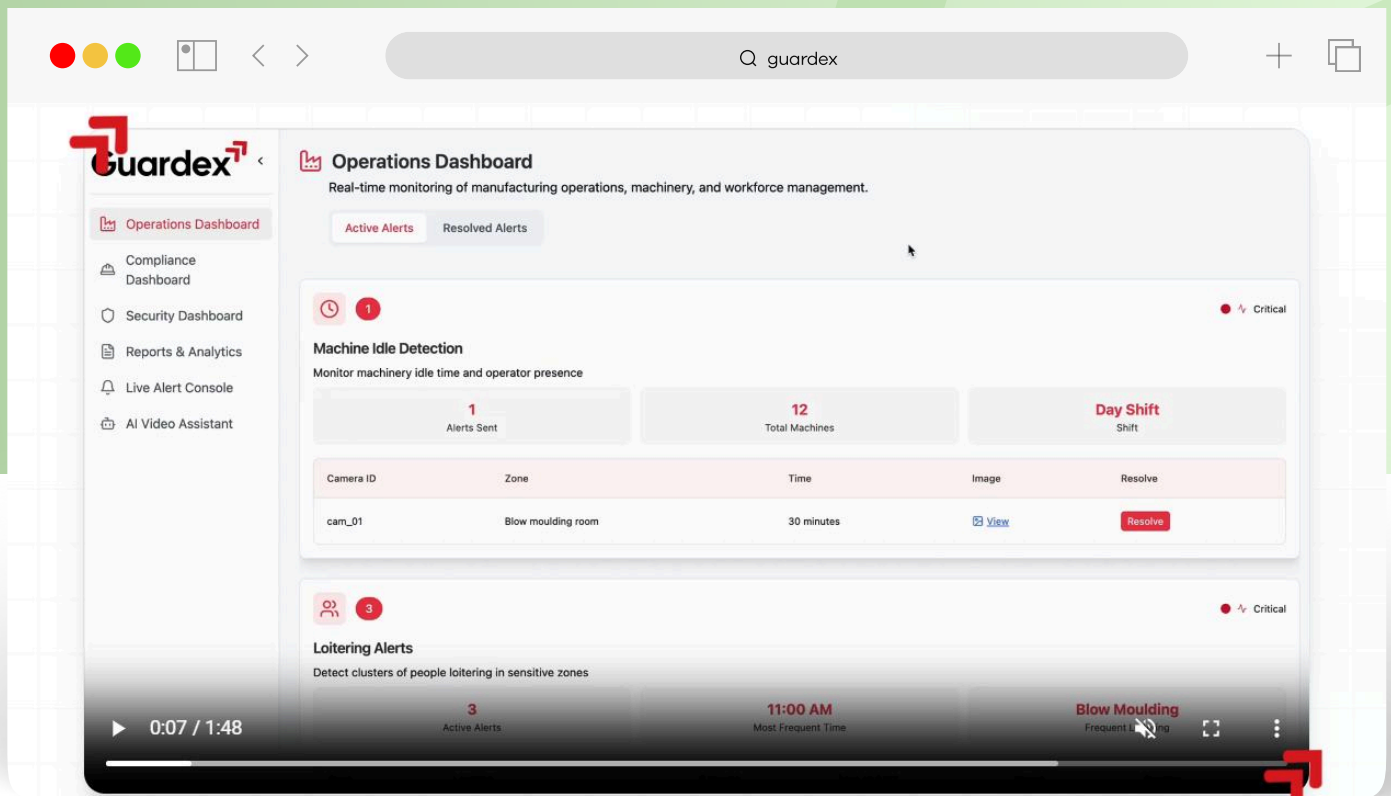 guardex
Guardex
Operations Dashboard
Real-time monitoring of manufacturing operations, machinery, and workforce management.
Operations Dashboard
Active Alerts Resolved Alerts
Compliance
Dashboard
Security Dashboard
Reports & Analytics
Live Alert Console
AI Video Assistant
1
Critical
Machine Idle Detection
Monitor machinery idle time and operator presence
1 12 Day Shift
Alerts Sent Total Machines Shift
Camera ID Zone Time Image Resolve
cam_01 Blow moulding room 30 minutes View Resolve
3
Critical
Loitering Alerts
Detect clusters of people loitering in sensitive zones
3 11:00 AM Blow Moulding
Active Alerts Most Frequent Time Frequent
0:07 / 1:48